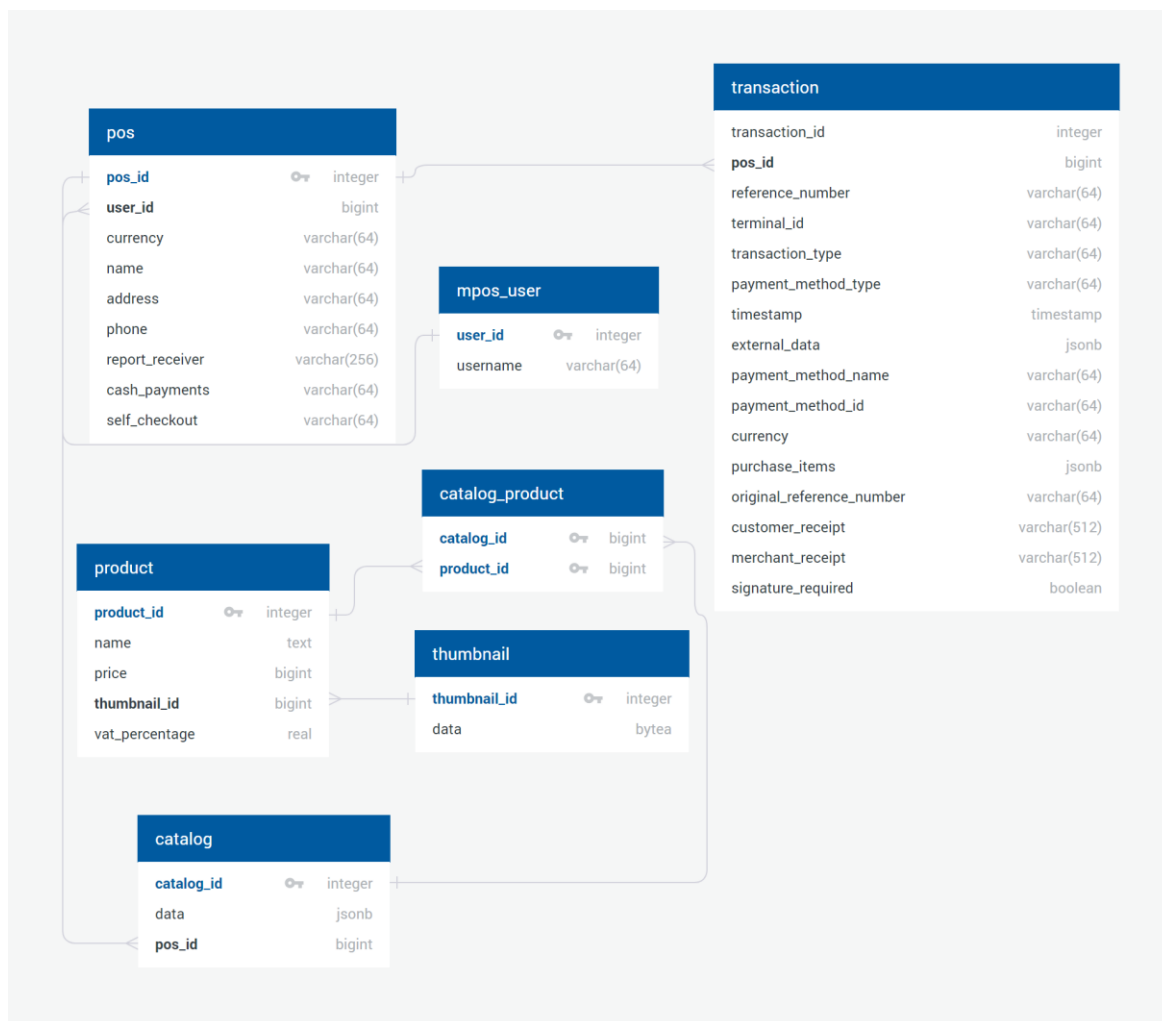 transaction
transaction_id integer
pos_id bigint
reference_number varchar(64)
terminal_id varchar(64)
transaction_type varchar(64)
payment_method_type varchar(64)
timestamp timestamp
external_data jsonb
payment_method_name varchar(64)
payment_method_id varchar(64)
currency varchar(64)
purchase_items jsonb
original_reference_number varchar(64)
customer_receipt varchar(512)
merchant_receipt varchar(512)
signature_required boolean
pos
pos_id integer
user_id bigint
currency varchar(64)
name varchar(64)
address varchar(64)
phone varchar(64)
report_receiver varchar(256)
cash_payments varchar(64)
self_checkout varchar(64)
mpos_user
user_id integer
username varchar(64)
catalog_product
catalog_id bigint
product_id bigint
product
product_id integer
name text
price bigint
thumbnail_id bigint
vat_percentage real
thumbnail
thumbnail_id integer
data bytea
catalog
catalog_id integer
data jsonb
pos_id bigint